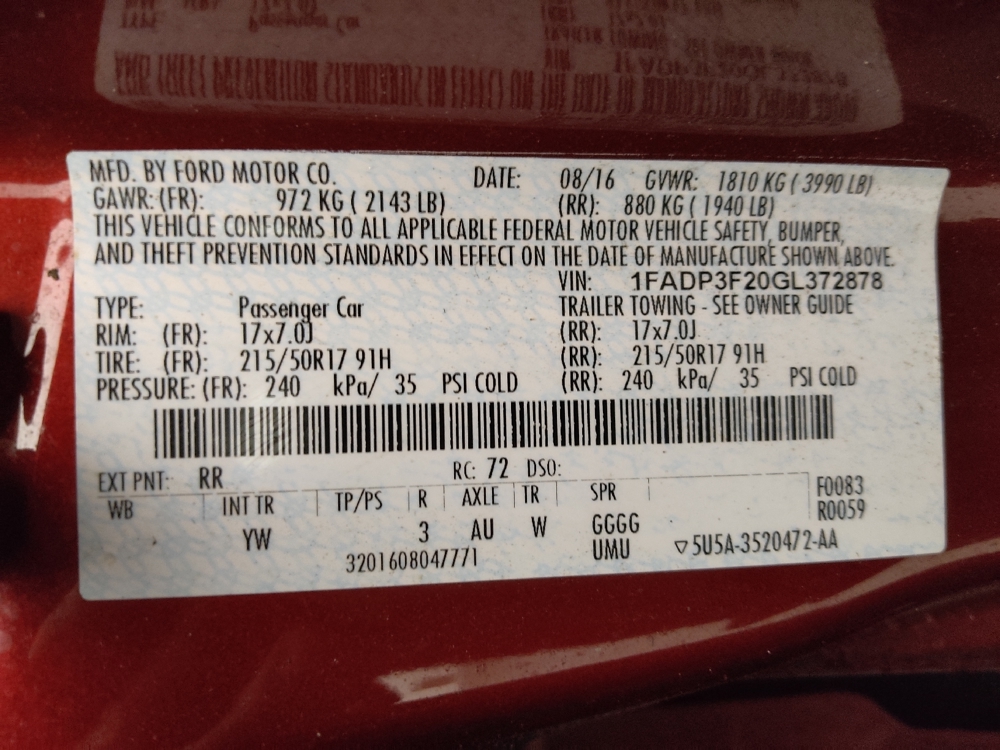 MFD. BY FORD MOTOR CO. DATE: 08/16 GVWR: 1810 KG ( 3990 LB)
GAWR: (FR): 972 KG ( 2143 LB) (RR): 880 KG ( 1940 LB)
THIS VEHICLE CONFORMS TO ALL APPLICABLE FEDERAL MOTOR VEHICLE SAFETY, BUMPER,
AND THEFT PREVENTION STANDARDS IN EFFECT ON THE DATE OF MANUFACTURE SHOWN ABOVE.
VIN: 1FADP3F20GL372878
TYPE: Passenger Car TRAILER TOWING - SEE OWNER GUIDE
RIM: (FR): 17x7.0J (RR): 17x7.0J
TIRE: (FR): 215/50R17 91H (RR): 215/50R17 91H
PRESSURE: (FR): 240 kPa/ 35 PSI COLD (RR): 240 kPa/ 35 PSI COLD
EXT PNT: RR RC: 72 DSO:
WB INT TR TP/PS R AXLE TR SPR F0083
R0059
YW 3 AU W GGGG
UMU ▽5U5A-3520472-AA
3201608047771